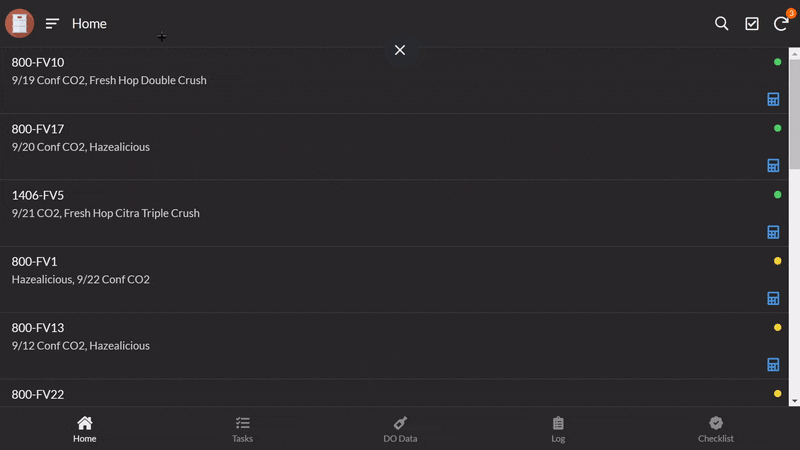 Home
3
800-FV10
9/19 Conf CO2, Fresh Hop Double Crush
800-FV17
9/20 Conf CO2, Hazealicious
1406-FV5
9/21 CO2, Fresh Hop Citra Triple Crush
800-FV1
Hazealicious, 9/22 Conf CO2
800-FV13
9/12 Conf CO2, Hazealicious
800-FV22
Home Tasks DO Data Log Checklist